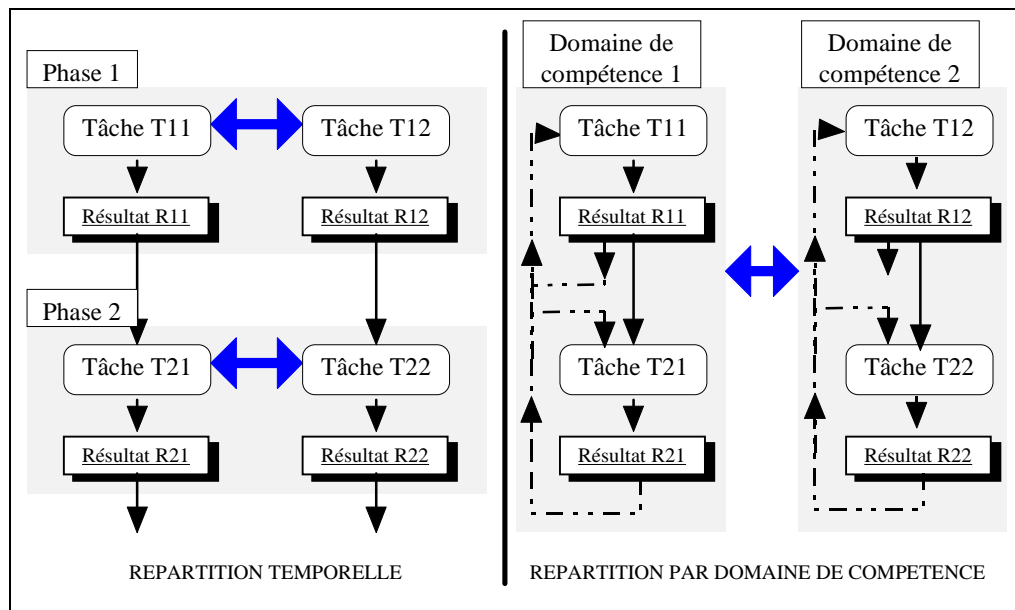 Phase 1
Tâche T11
Tâche T12
Résultat R11
Résultat R12
Phase 2
Tâche T21
Tâche T22
Résultat R21
Résultat R22
REPARTITION TEMPORELLE
Domaine de
compétence 1
Tâche T11
Résultat R11
Tâche T21
Résultat R21
Domaine de
compétence 2
Tâche T12
Résultat R12
Tâche T22
Résultat R22
REPARTITION PAR DOMAINE DE COMPETENCE